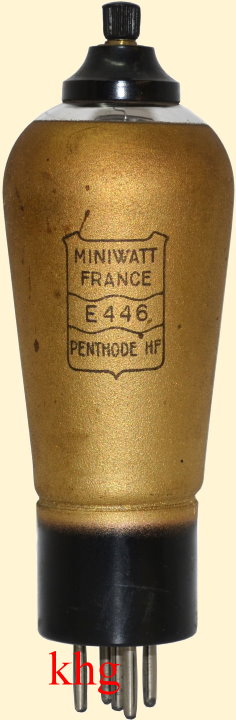 MINIWATT
FRANCE
E446
PENTHODE HF
khg